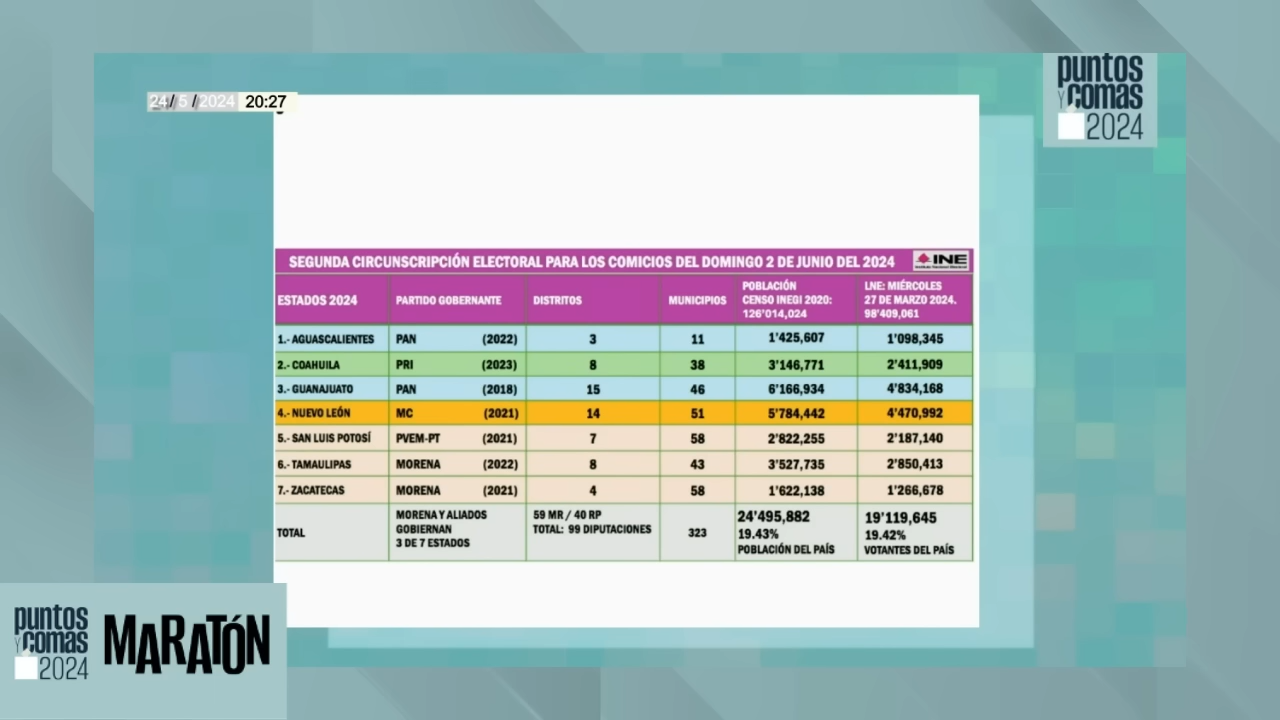 24/ 5 /2024 20:27
puntos
Y comas
2024
SEGUNDA CIRCUNSCRIPCIÓN ELECTORAL PARA LOS COMICIOS DEL DOMINGO 2 DE JUNIO DEL 2024 INE
ESTADOS 2024 PARTIDO GOBERNANTE DISTRITOS MUNICIPIOS POBLACIÓN CENSO INEGI 2020: 126'014,024 LNE: MIÉRCOLES 27 DE MARZO 2024. 98'409,061
1.- AGUASCALIENTES PAN (2022) 3 11 1'425,607 1'098,345
2.- COAHUILA PRI (2023) 8 38 3'146,771 2'411,909
3.- GUANAJUATO PAN (2018) 15 46 6'166,934 4'834,168
4.- NUEVO LEÓN MC (2021) 14 51 5'784,442 4'470,992
5.- SAN LUIS POTOSÍ PVEM-PT (2021) 7 58 2'822,255 2'187,140
6.- TAMAULIPAS MORENA (2022) 8 43 3'527,735 2'850,413
7.- ZACATECAS MORENA (2021) 4 58 1'622,138 1'266,678
TOTAL MORENA Y ALIADOS GOBIERNAN 3 DE 7 ESTADOS 59 MR / 40 RP TOTAL: 99 DIPUTACIONES 323 24'495,882 19.43% POBLACIÓN DEL PAÍS 19'119,645 19.42% VOTANTES DEL PAÍS
puntos
Y comas
2024
MARATÓN